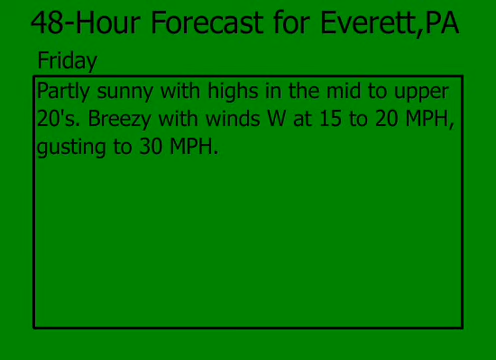 48-Hour Forecast for Everett,PA
Friday
Partly sunny with highs in the mid to upper
20's. Breezy with winds W at 15 to 20 MPH,
gusting to 30 MPH.